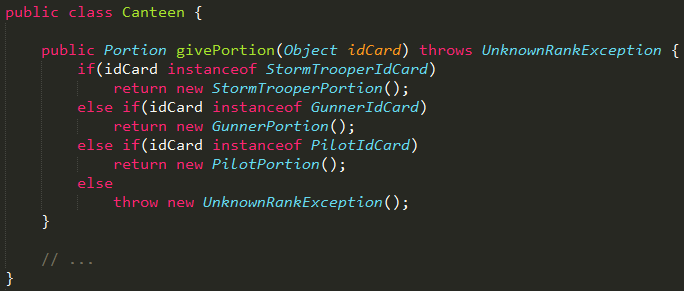 public class Canteen {
    public Portion givePortion(Object idCard) throws UnknownRankException {
        if(idCard instanceof StormTrooperIdCard)
            return new StormTrooperPortion();
        else if(idCard instanceof GunnerIdCard)
            return new GunnerPortion();
        else if(idCard instanceof PilotIdCard)
            return new PilotPortion();
        else
            throw new UnknownRankException();
    }
    // ...
}